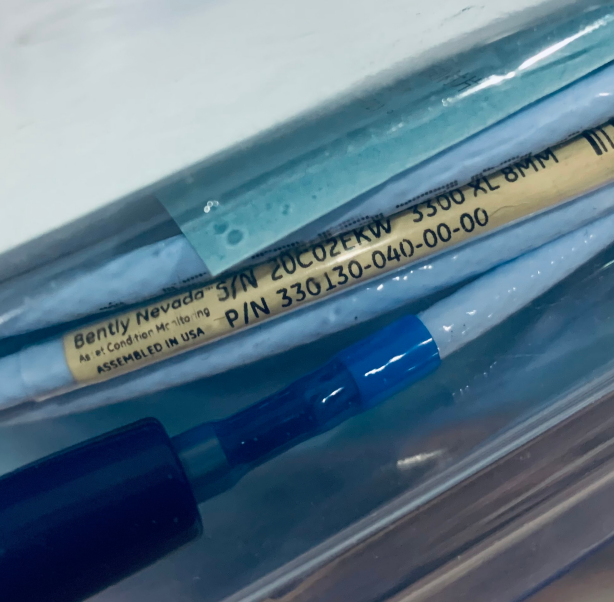 Bently Nevada S/N 20C02EKW 3300 XL 8MM
Asset Condition Monitoring P/N 330130-040-00-00
ASSEMBLED IN USA